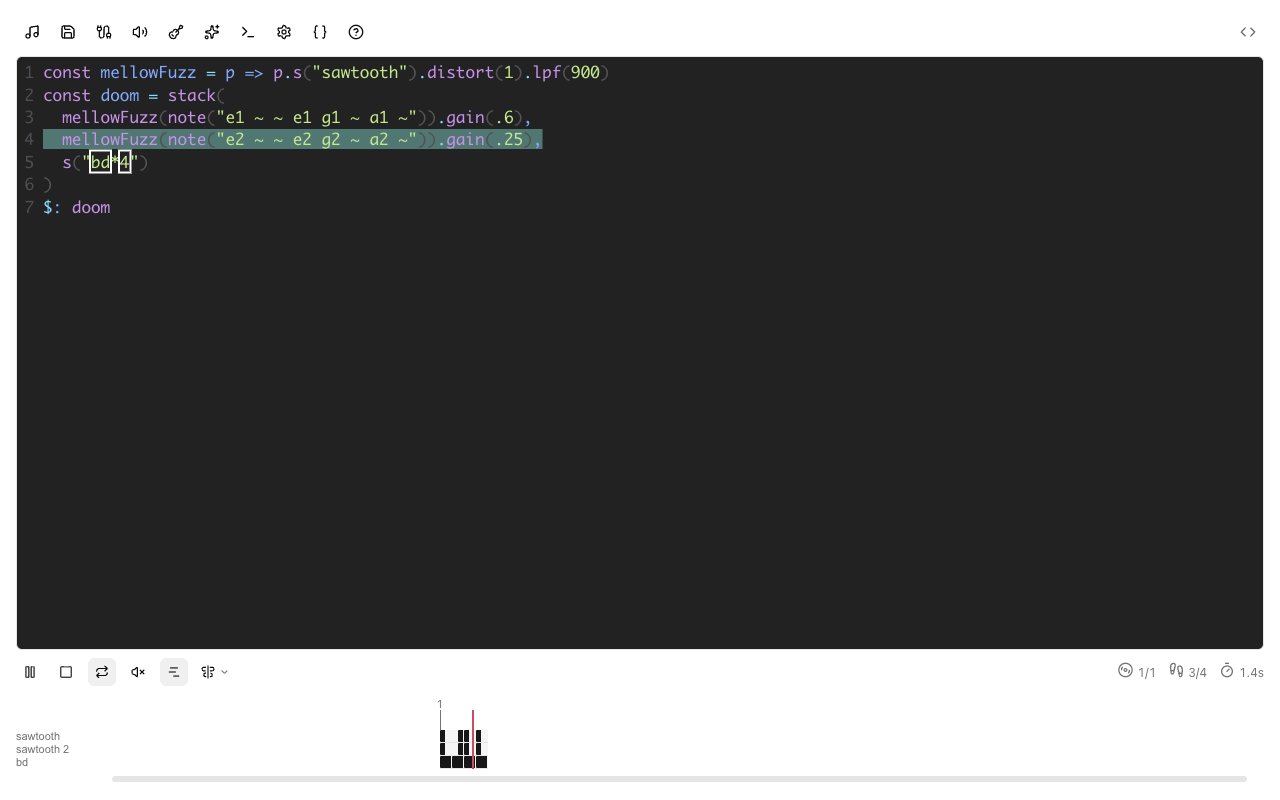 1 const mellowFuzz = p => p.s("sawtooth").distort(1).lpf(900)
2 const doom = stack(
3   mellowFuzz(note("e1 ~ ~ e1 g1 ~ a1 ~")).gain(.6),
4   mellowFuzz(note("e2 ~ ~ e2 g2 ~ a2 ~")).gain(.25),
5   s("bd*4")
6 )
7 $: doom
1/1 3/4 1.4s
1
sawtooth
sawtooth 2
bd